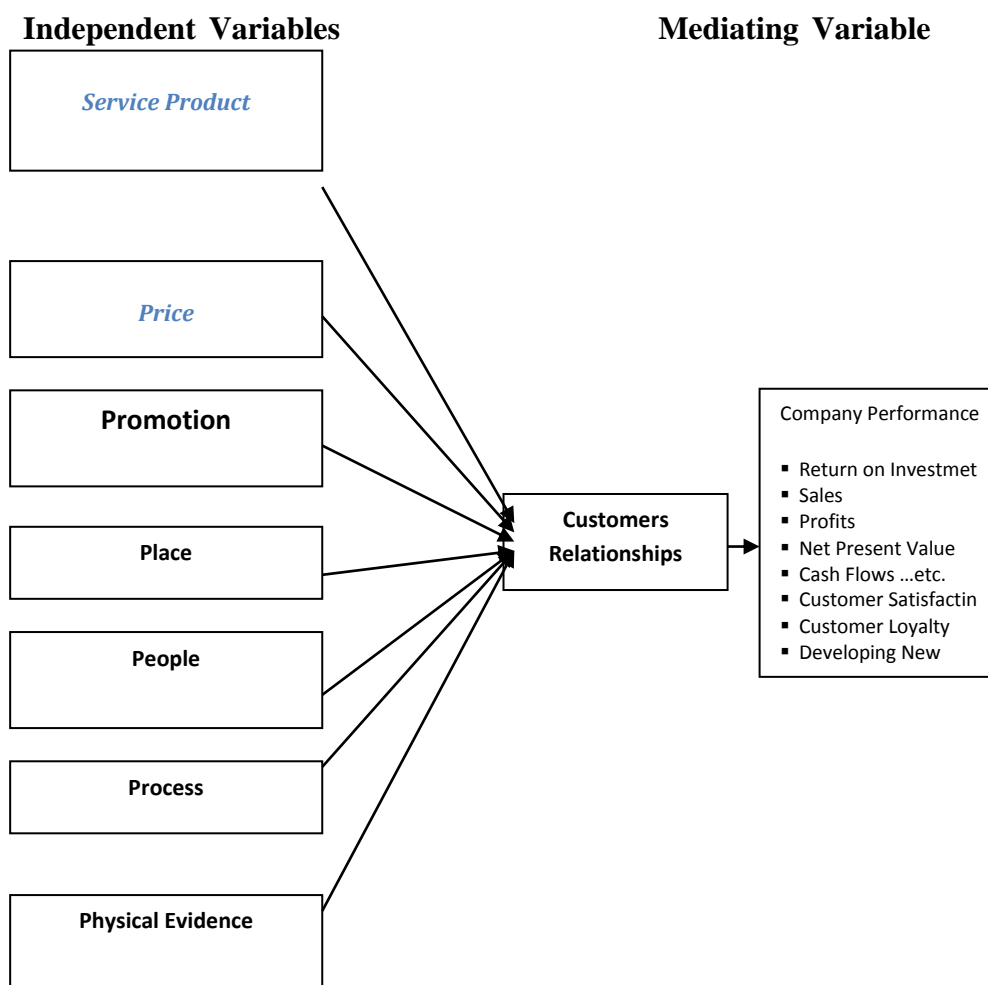 Independent Variables
Mediating Variable
Service Product
Price
Promotion
Place
People
Process
Physical Evidence
Customers
Relationships
Company Performance
▪ Return on Investmet
▪ Sales
▪ Profits
▪ Net Present Value
▪ Cash Flows ...etc.
▪ Customer Satisfactin
▪ Customer Loyalty
▪ Developing New